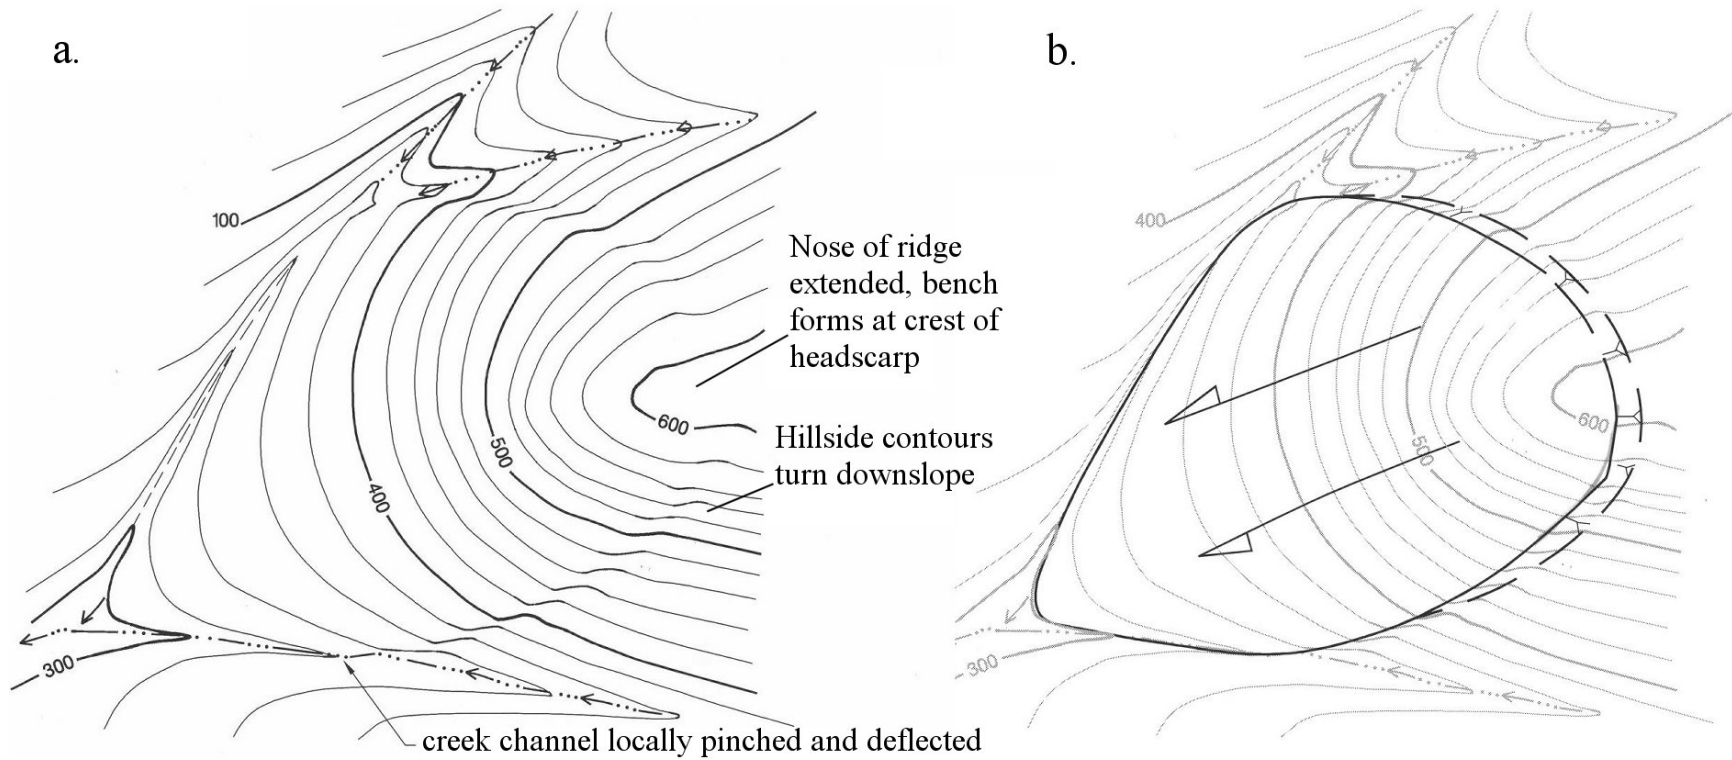 a.
b.
100
400
Nose of ridge
extended, bench
forms at crest of
headscarp
600
600
Hillside contours
turn downslope
500
500
400
300
300
creek channel locally pinched and deflected